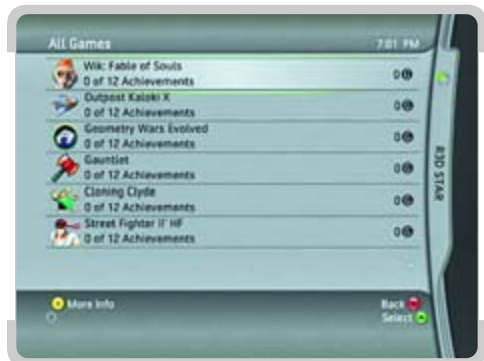 All Games 7:01 PM
Wik: Fable of Souls
0 of 12 Achievements 0
Outpost Kaloki X
0 of 12 Achievements 0
Geometry Wars Evolved
0 of 12 Achievements 0
Gauntlet
0 of 12 Achievements 0
Cloning Clyde
0 of 12 Achievements 0
Street Fighter II' HF
0 of 12 Achievements 0
R3D STAR
More Info Back
Select